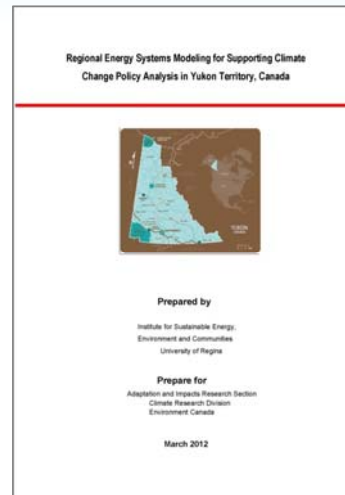 Regional Energy Systems Modeling for Supporting Climate
Change Policy Analysis in Yukon Territory, Canada
YUKON
Prepared by
Institute for Sustainable Energy,
Environment and Communities
University of Regina
Prepare for
Adaptation and Impacts Research Section
Climate Research Division
Environment Canada
March 2012